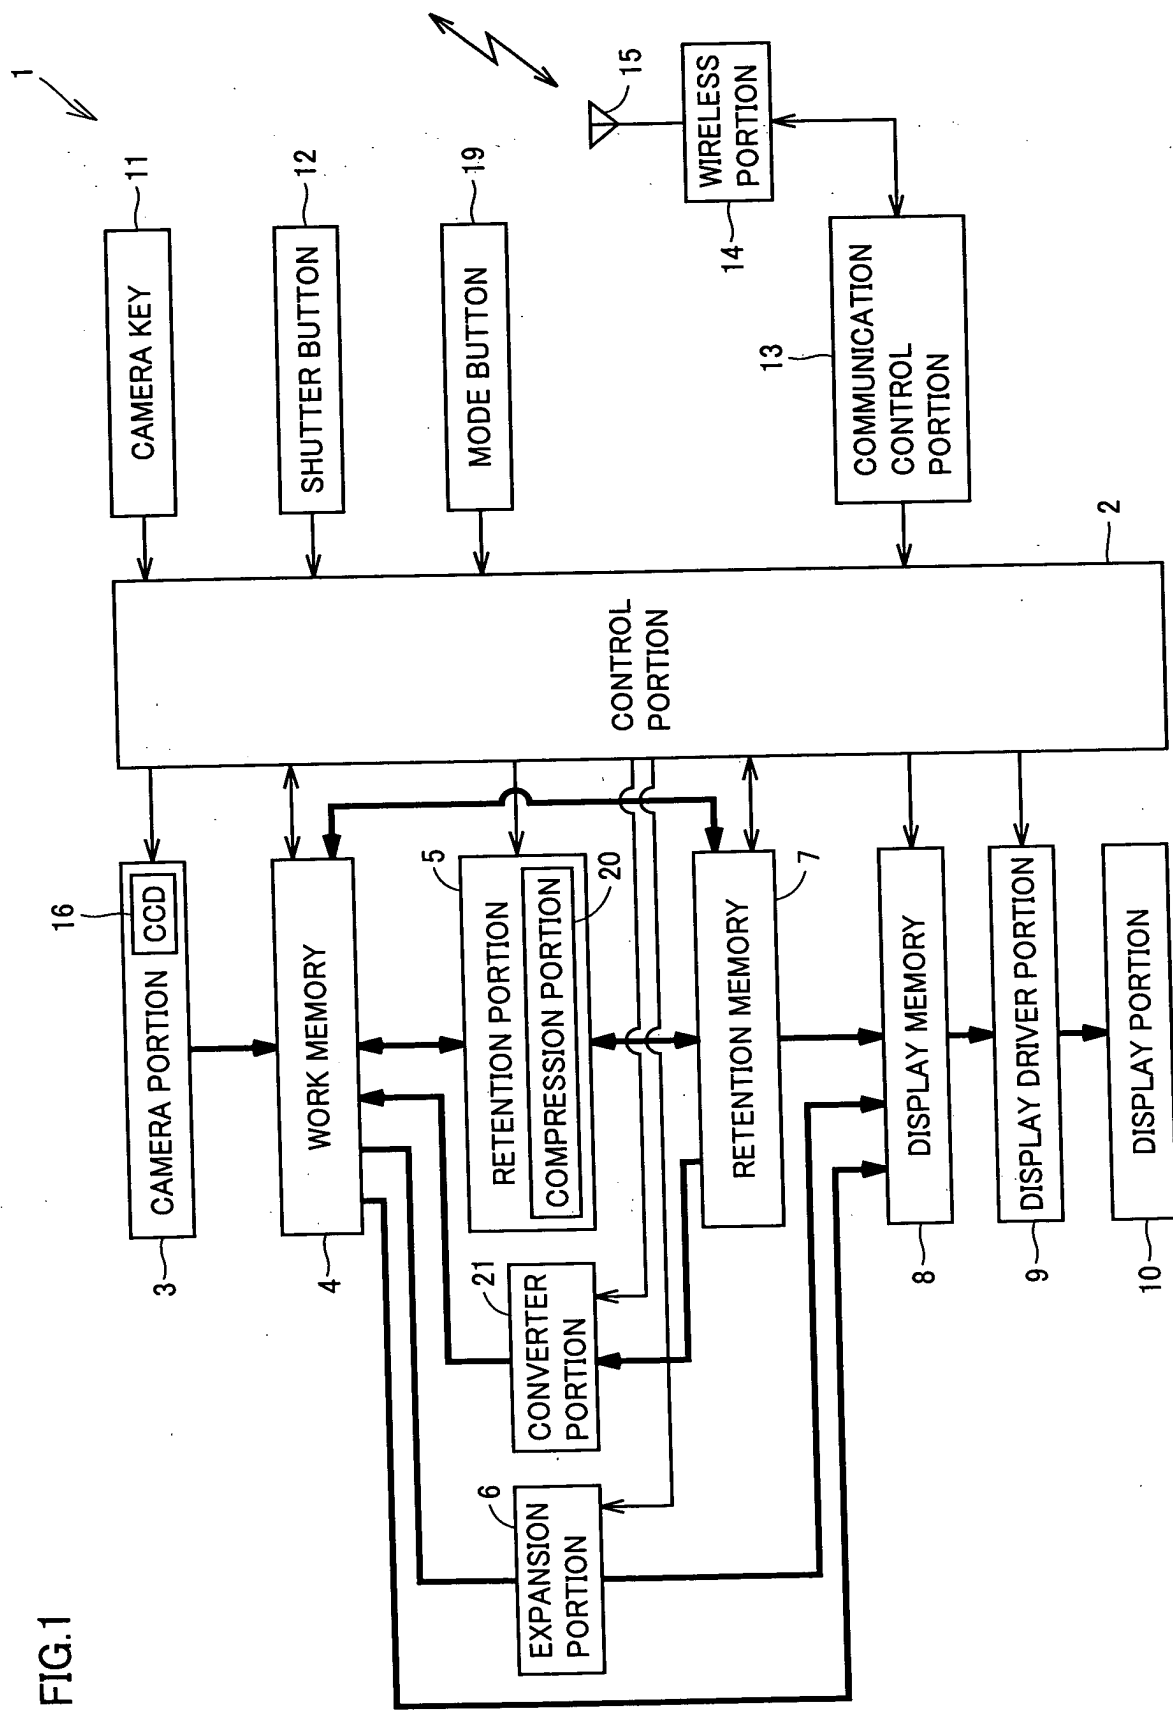 FIG.1
1
CAMERA KEY
11
SHUTTER BUTTON
12
MODE BUTTON
19
15
WIRELESS
PORTION
14
COMMUNICATION
CONTROL
PORTION
13
CONTROL
PORTION
2
CAMERA PORTION
CCD
16
3
WORK MEMORY
4
RETENTION PORTION
5
COMPRESSION PORTION
20
CONVERTER
PORTION
21
EXPANSION
PORTION
6
RETENTION MEMORY
7
DISPLAY MEMORY
8
DISPLAY DRIVER PORTION
9
DISPLAY PORTION
10